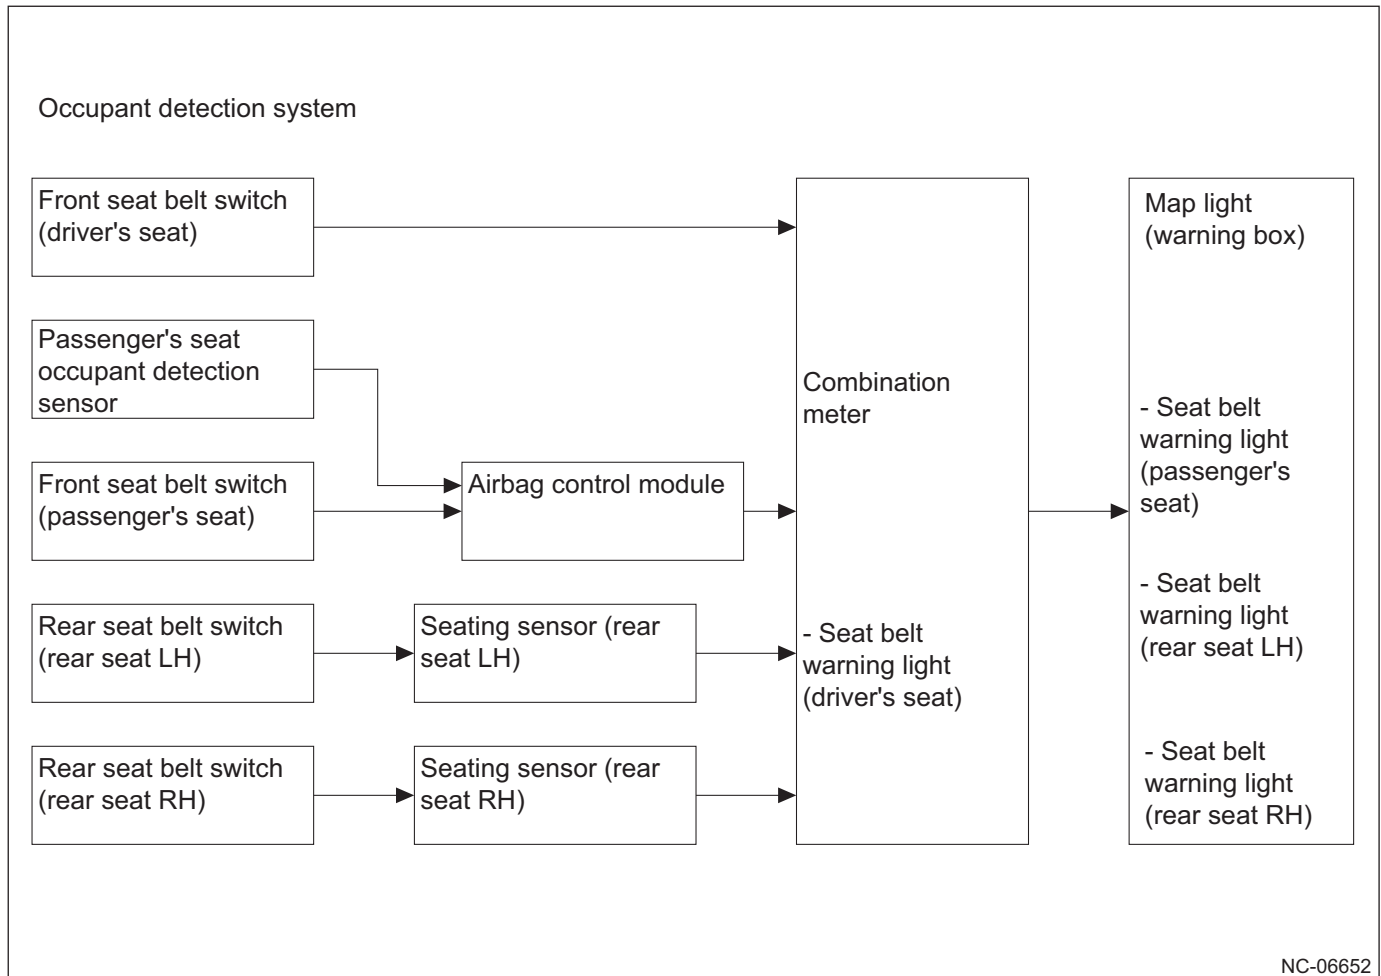 Occupant detection system
Front seat belt switch
(driver's seat)
Passenger's seat
occupant detection
sensor
Front seat belt switch
(passenger's seat)
Airbag control module
Rear seat belt switch
(rear seat LH)
Seating sensor (rear
seat LH)
Rear seat belt switch
(rear seat RH)
Seating sensor (rear
seat RH)
Combination
meter
- Seat belt
warning light
(driver's seat)
Map light
(warning box)
- Seat belt
warning light
(passenger's
seat)
- Seat belt
warning light
(rear seat LH)
- Seat belt
warning light
(rear seat RH)
NC-06652